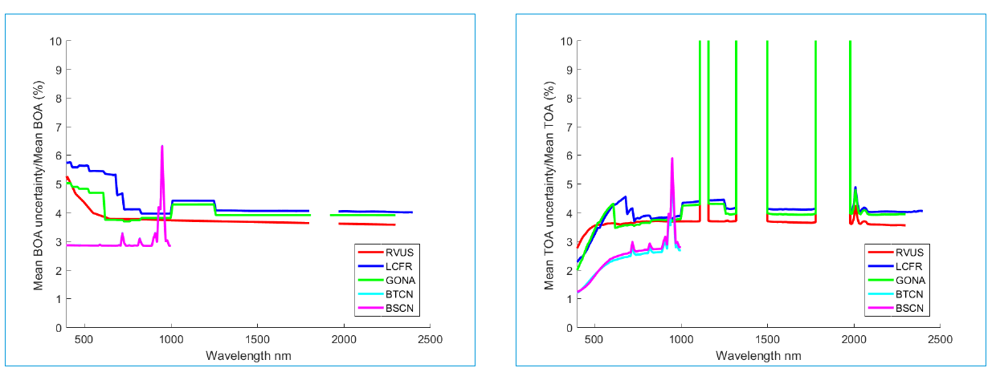 Mean BOA uncertainty/Mean BOA (%)
10
9
8
7
6
5
4
3
2
1
0
500
1000
1500
2000
2500
Wavelength nm
RVUS
LCFR
GONA
BTCN
BSCN
Mean TOA uncertainty/Mean TOA (%)
10
9
8
7
6
5
4
3
2
1
0
500
1000
1500
2000
2500
Wavelength nm
RVUS
LCFR
GONA
BTCN
BSCN